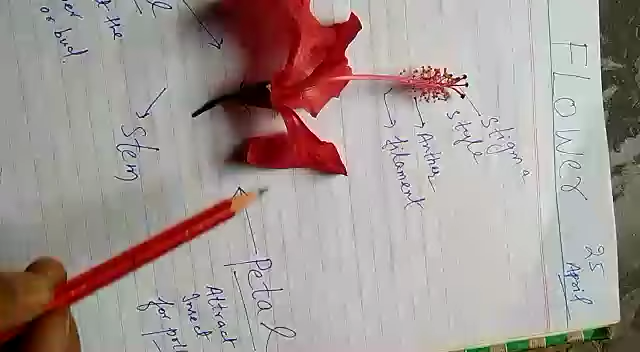 FLOWER
25
April
Stigma
style
Anther
filament
Stem
Petal
Attract
Insect
for
the
or bud.